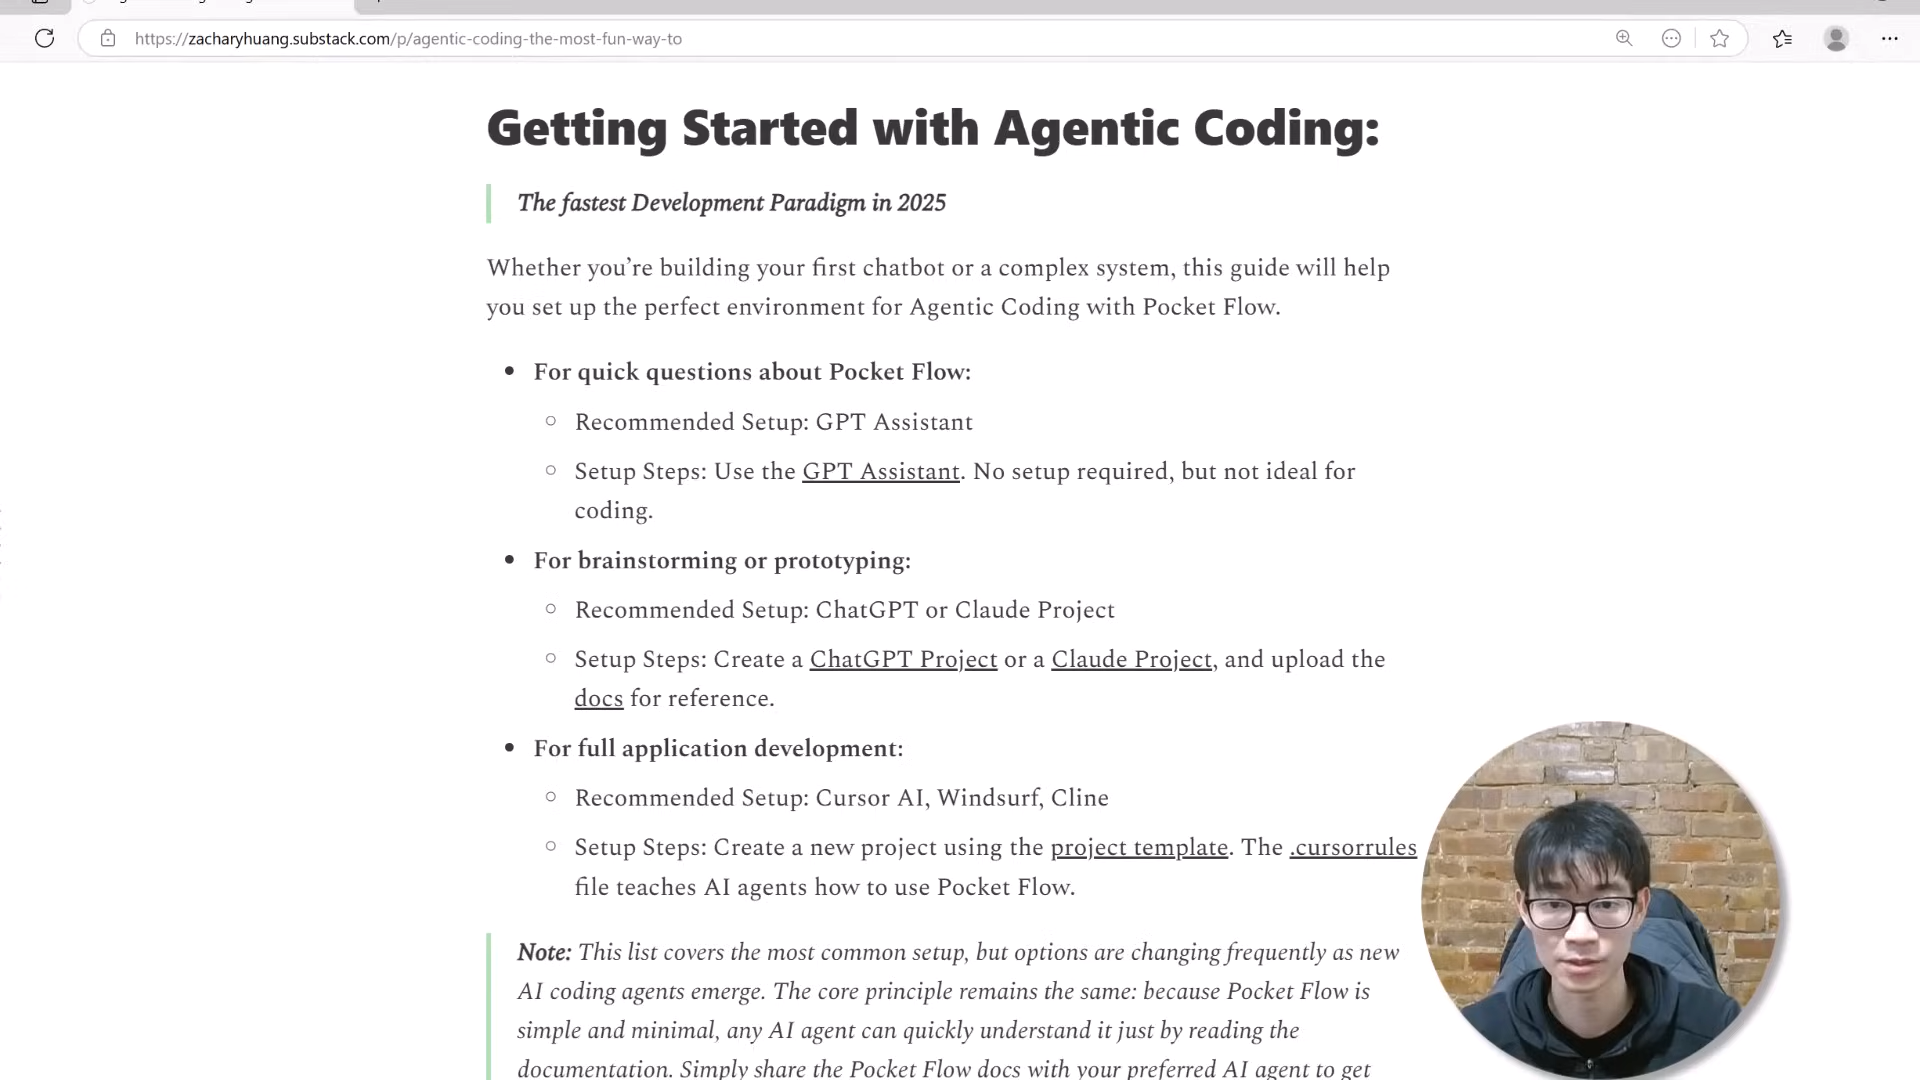 https://zacharyhuang.substack.com/p/agentic-coding-the-most-fun-way-to
Getting Started with Agentic Coding:
The fastest Development Paradigm in 2025
Whether you’re building your first chatbot or a complex system, this guide will help
you set up the perfect environment for Agentic Coding with Pocket Flow.
For quick questions about Pocket Flow:
Recommended Setup: GPT Assistant
Setup Steps: Use the GPT Assistant. No setup required, but not ideal for
coding.
For brainstorming or prototyping:
Recommended Setup: ChatGPT or Claude Project
Setup Steps: Create a ChatGPT Project or a Claude Project, and upload the
docs for reference.
For full application development:
Recommended Setup: Cursor AI, Windsurf, Cline
Setup Steps: Create a new project using the project template. The .cursorrules
file teaches AI agents how to use Pocket Flow.
Note: This list covers the most common setup, but options are changing frequently as new
AI coding agents emerge. The core principle remains the same: because Pocket Flow is
simple and minimal, any AI agent can quickly understand it just by reading the
documentation. Simply share the Pocket Flow docs with your preferred AI agent to get